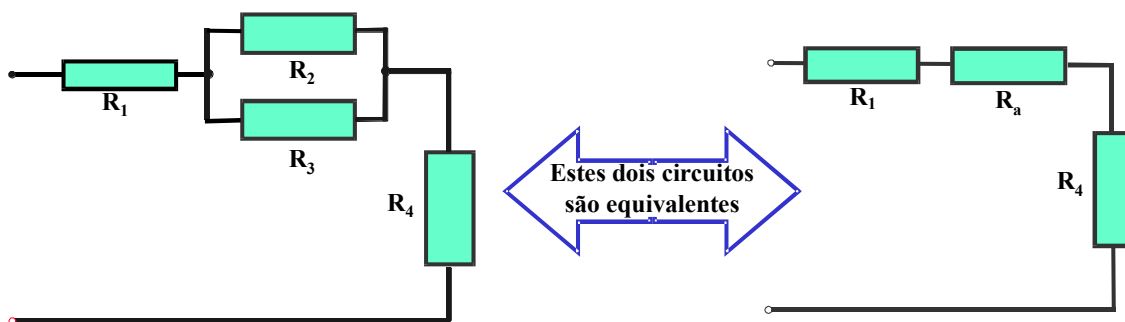 R₁
R₂
R₃
R₄
Estes dois circuitos
são equivalentes
R₁
Rₐ
R₄